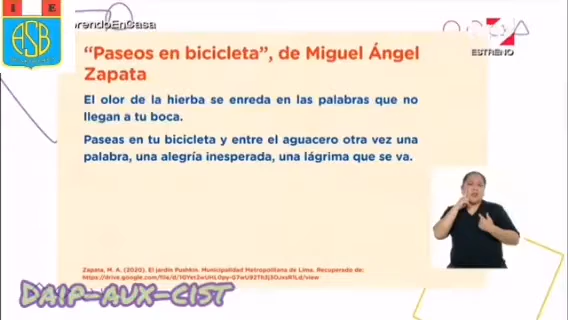 I E
ASB
rendoEnCasa
ESTRENO
“Paseos en bicicleta”, de Miguel Ángel
Zapata
El olor de la hierba se enreda en las palabras que no
llegan a tu boca.
Paseas en tu bicicleta y entre el aguacero otra vez una
palabra, una alegría inesperada, una lágrima que se va.
Zapata, M. A. (2020). El jardín Pushkin. Municipalidad Metropolitana de Lima. Recuperado de:
DAIP-AUX-CIST